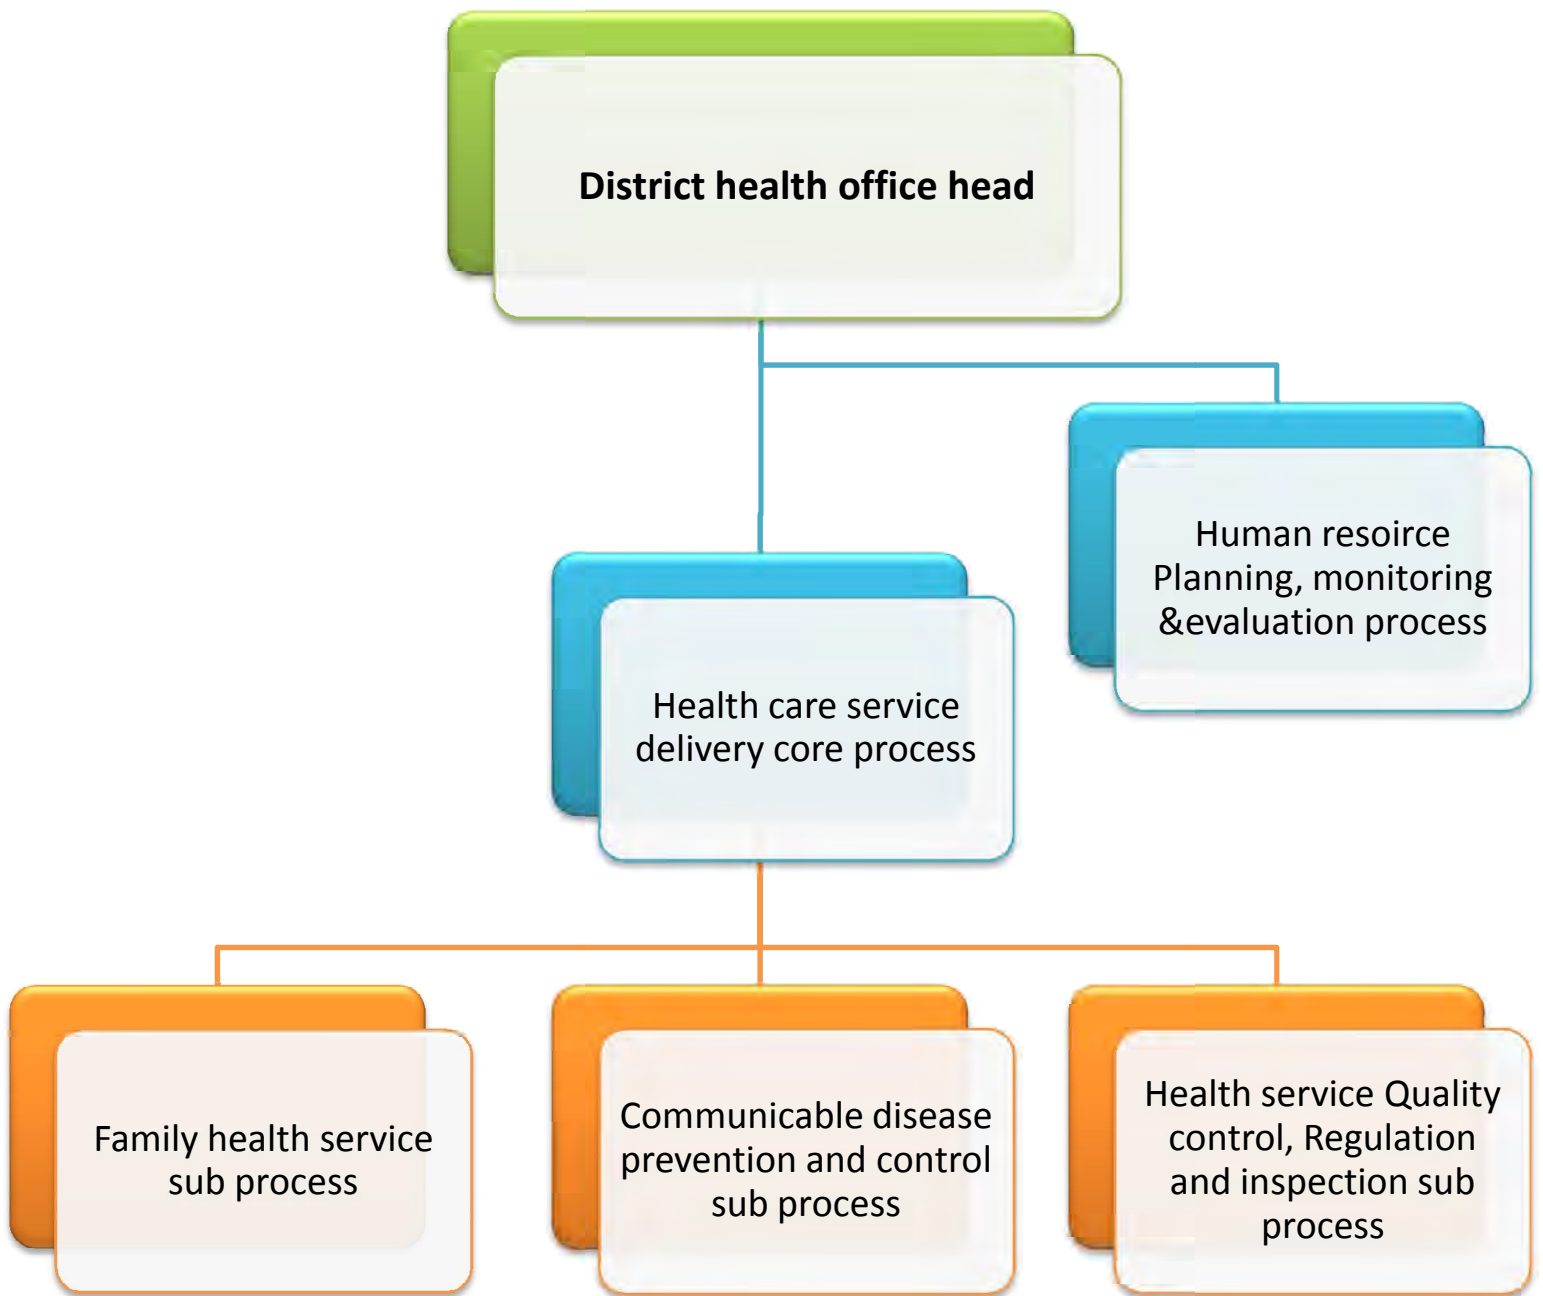 District health office head
Human resoirce
Planning, monitoring
&evaluation process
Health care service
delivery core process
Family health service
sub process
Communicable disease
prevention and control
sub process
Health service Quality
control, Regulation
and inspection sub
process